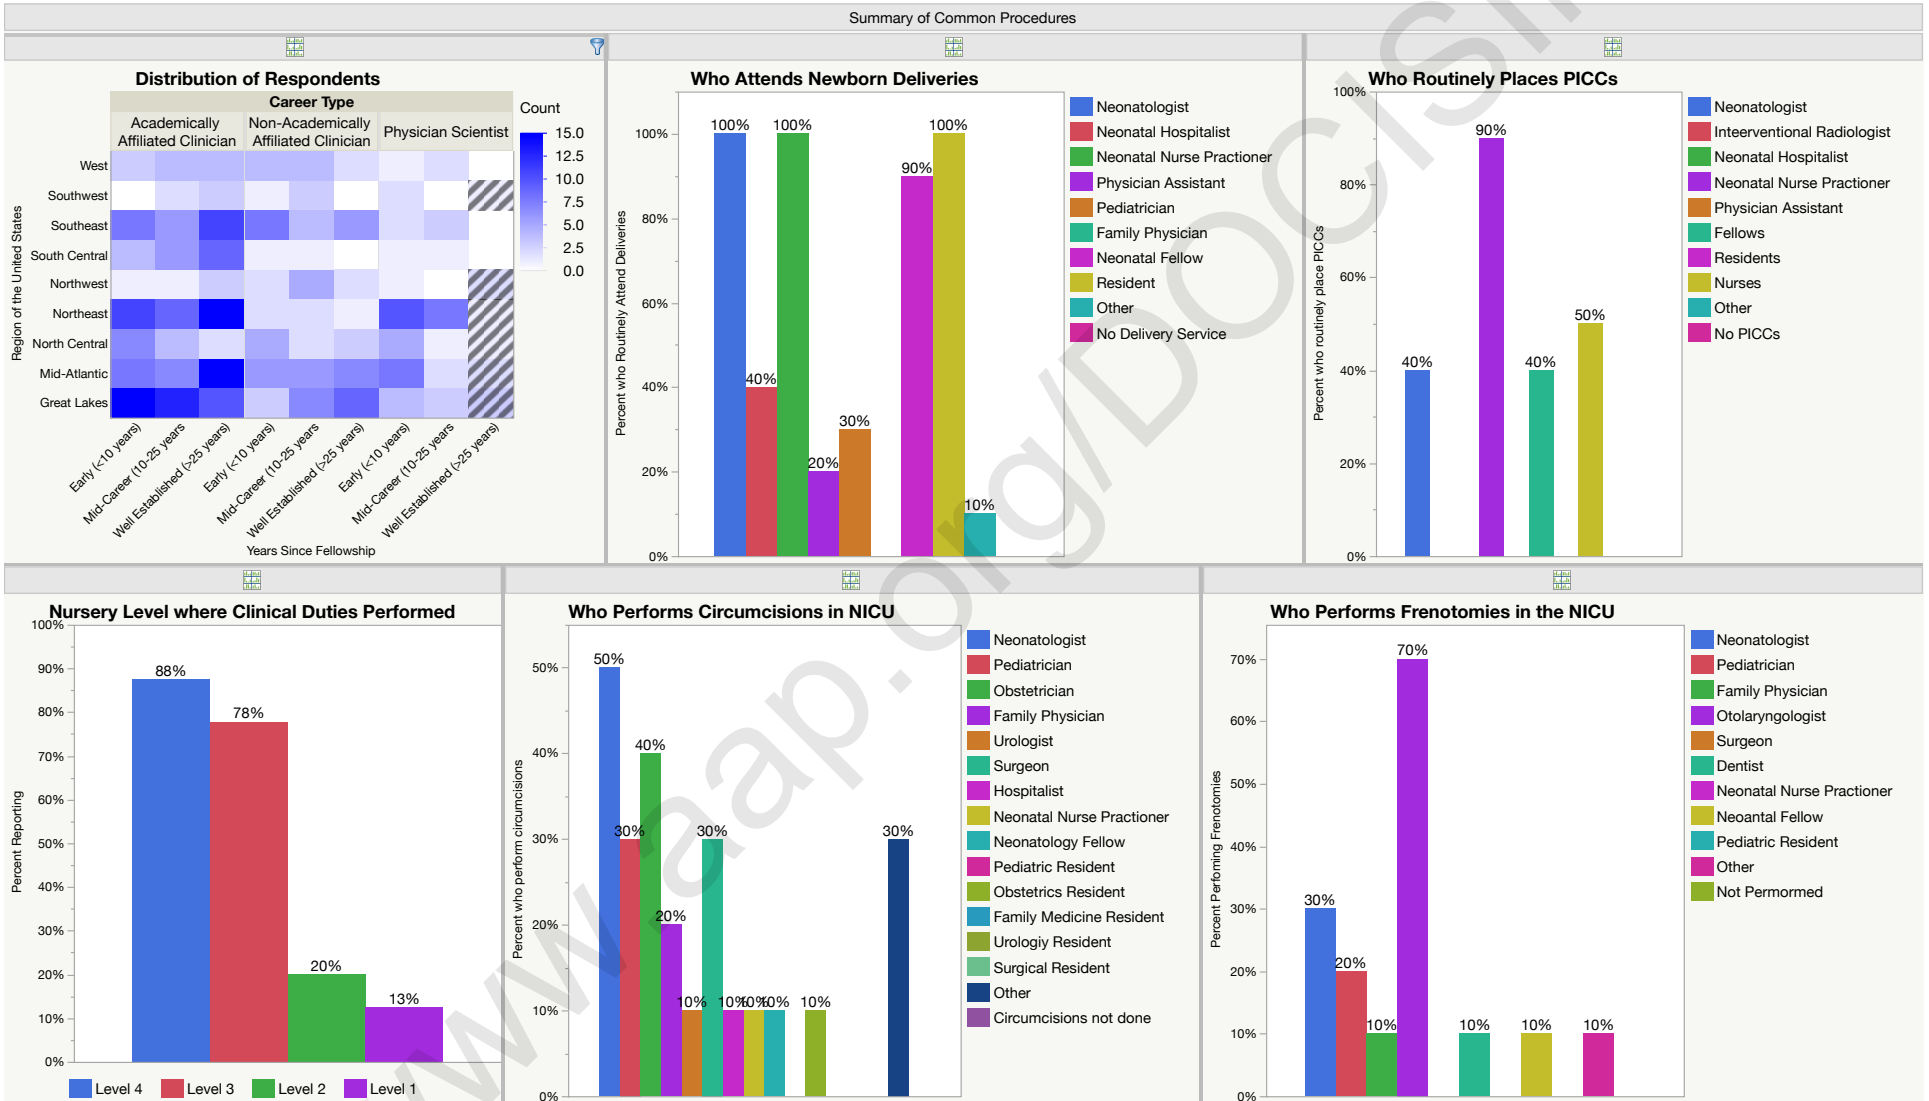 Summary of Common Procedures
Distribution of Respondents
Career Type
Academically
Affiliated Clinician
Non-Academically
Affiliated Clinician
Physician Scientist
Count
15.0
12.5
10.0
7.5
5.0
2.5
0.0
Region of the United States
West
Southwest
Southeast
South Central
Northwest
Northeast
North Central
Mid-Atlantic
Great Lakes
Early (<10 years)
Mid-Career (10-25 years
Well Established (>25 years)
Early (<10 years)
Mid-Career (10-25 years
Well Established (>25 years)
Early (<10 years)
Mid-Career (10-25 years
Well Established (>25 years)
Years Since Fellowship
Who Attends Newborn Deliveries
Percent who Routinely Attend Deliveries
100%
80%
60%
40%
20%
0%
100%
40%
100%
20%
30%
90%
100%
10%
Neonatologist
Neonatal Hospitalist
Neonatal Nurse Practioner
Physician Assistant
Pediatrician
Family Physician
Neonatal Fellow
Resident
Other
No Delivery Service
Who Routinely Places PICCs
Percent who routinely place PICCs
100%
80%
60%
40%
20%
0%
40%
90%
40%
50%
Neonatologist
Inteerventional Radiologist
Neonatal Hospitalist
Neonatal Nurse Practioner
Physician Assistant
Fellows
Residents
Nurses
Other
No PICCs
Nursery Level where Clinical Duties Performed
Percent Reporting
100%
90%
80%
70%
60%
50%
40%
30%
20%
10%
0%
88%
78%
20%
13%
Level 4
Level 3
Level 2
Level 1
Who Performs Circumcisions in NICU
Percent who perform circumcisions
50%
40%
30%
20%
10%
0%
50%
30%
40%
20%
10%
30%
10%
10%
10%
10%
30%
Neonatologist
Pediatrician
Obstetrician
Family Physician
Urologist
Surgeon
Hospitalist
Neonatal Nurse Practioner
Neonatology Fellow
Pediatric Resident
Obstetrics Resident
Family Medicine Resident
Urologiy Resident
Surgical Resident
Other
Circumcisions not done
Who Performs Frenotomies in the NICU
Percent Performing Frenotomies
70%
60%
50%
40%
30%
20%
10%
0%
30%
20%
10%
70%
10%
10%
10%
Neonatologist
Pediatrician
Family Physician
Otolaryngologist
Surgeon
Dentist
Neonatal Nurse Practioner
Neoantal Fellow
Pediatric Resident
Other
Not Permormed
www.aap.org/DOCISIP